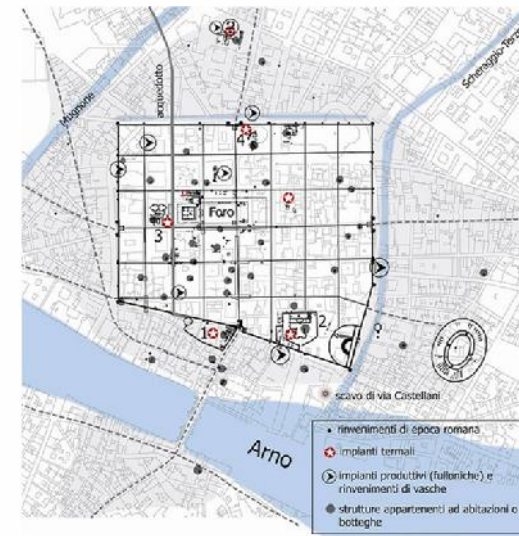 Mugnone
acquedotto
Scheraggio-Terzo
4
Foro
3
1
2
?
scavo di via Castellani
Arno
rinvenimenti di epoca romana
impianti termali
impianti produttivi (fulloniche) e
rinvenimenti di vasche
strutture appartenenti ad abitazioni o
botteghe